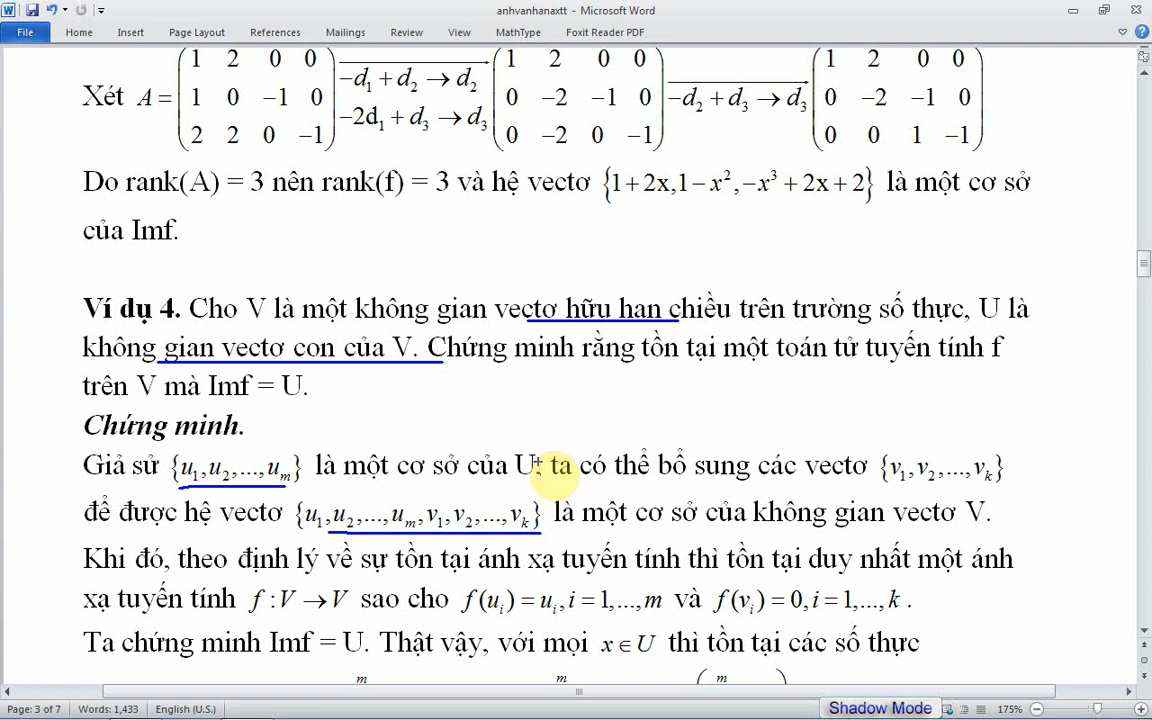 anhvanhanaxtt - Microsoft Word
File Home Insert Page Layout References Mailings Review View MathType Foxit Reader PDF
Xét A = (1 2 0 0; 1 0 −1 0; 2 2 0 −1) −d1 + d2 → d2, −2d1 + d3 → d3 (1 2 0 0; 0 −2 −1 0; 0 −2 0 −1) −d2 + d3 → d3 (1 2 0 0; 0 −2 −1 0; 0 0 1 −1)
Do rank(A) = 3 nên rank(f) = 3 và hệ vectơ {1+2x,1−x²,−x³+2x+2} là một cơ sở
của Imf.
Ví dụ 4. Cho V là một không gian vectơ hữu han chiều trên trường số thực, U là
không gian vectơ con của V. Chứng minh rằng tồn tại một toán tử tuyến tính f
trên V mà Imf = U.
Chứng minh.
Giả sử {u1,u2,...,um} là một cơ sở của U, ta có thể bổ sung các vectơ {v1,v2,...,vk}
để được hệ vectơ {u1,u2,...,um,v1,v2,...,vk} là một cơ sở của không gian vectơ V.
Khi đó, theo định lý về sự tồn tại ánh xạ tuyến tính thì tồn tại duy nhất một ánh
xạ tuyến tính f :V → V sao cho f(ui) = ui,i = 1,...,m và f(vi) = 0,i = 1,...,k .
Ta chứng minh Imf = U. Thật vậy, với mọi x∈U thì tồn tại các số thực
m m m
Page: 3 of 7 Words: 1,433 English (U.S.) Shadow Mode 175%